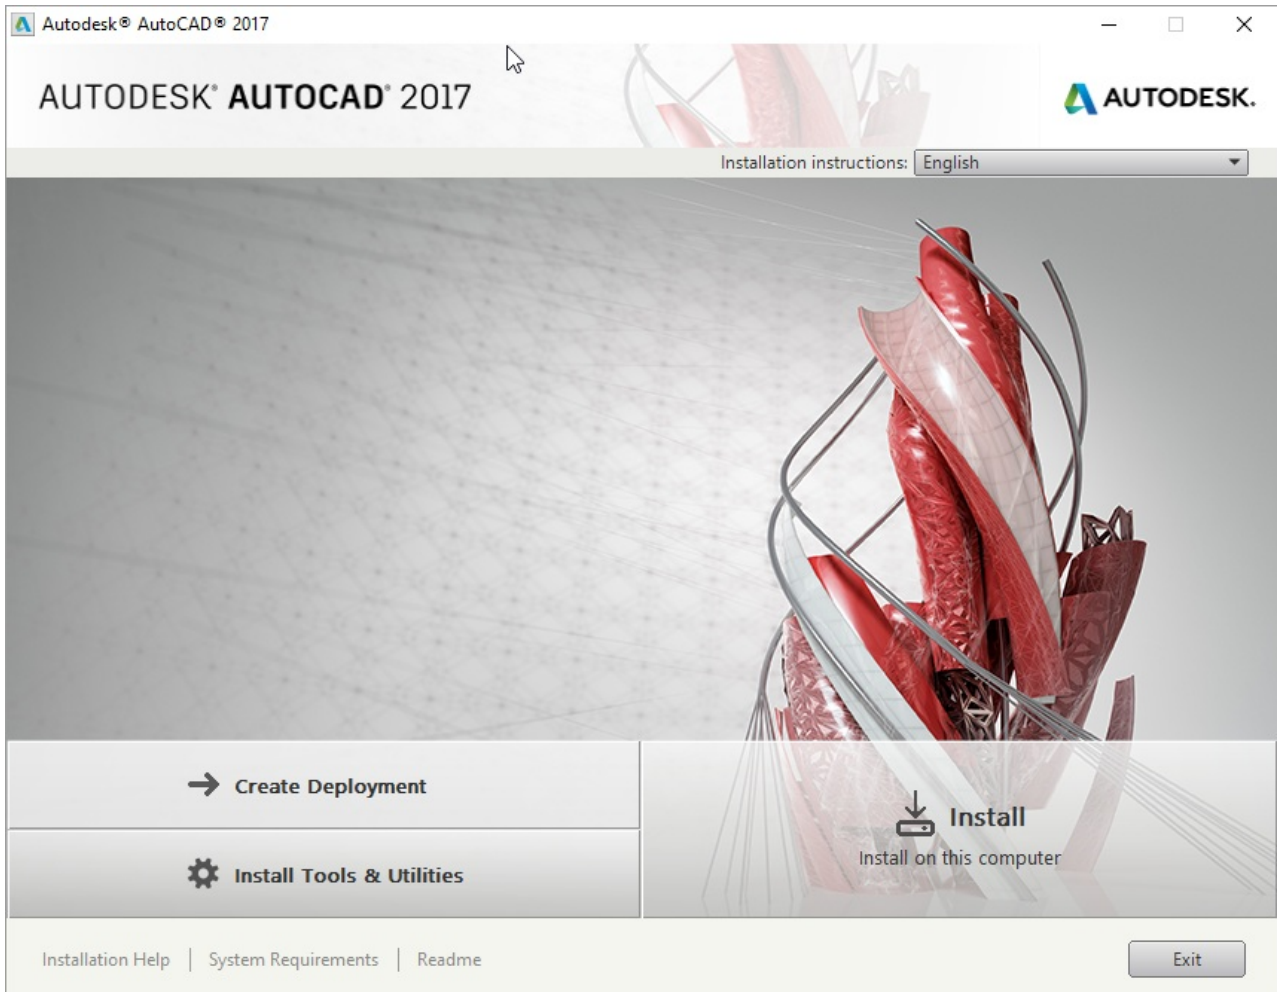 Autodesk® AutoCAD® 2017
AUTODESK® AUTOCAD® 2017
AUTODESK.
Installation instructions: English
Create Deployment
Install
Install on this computer
Install Tools & Utilities
Installation Help | System Requirements | Readme
Exit